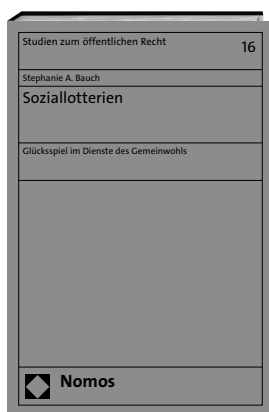 Studien zum öffentlichen Recht 16
Stephanie A. Bauch
Soziallotterien
Glücksspiel im Dienste des Gemeinwohls
Nomos